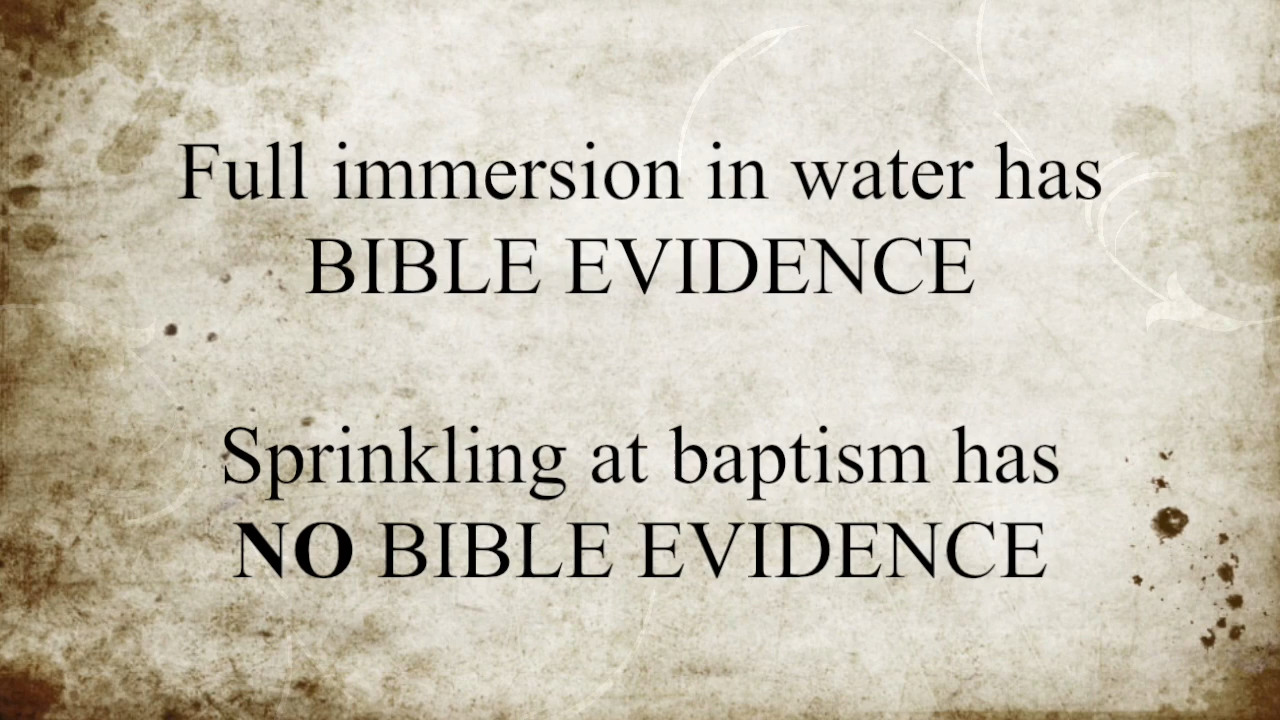 Full immersion in water has
BIBLE EVIDENCE
Sprinkling at baptism has
NO BIBLE EVIDENCE